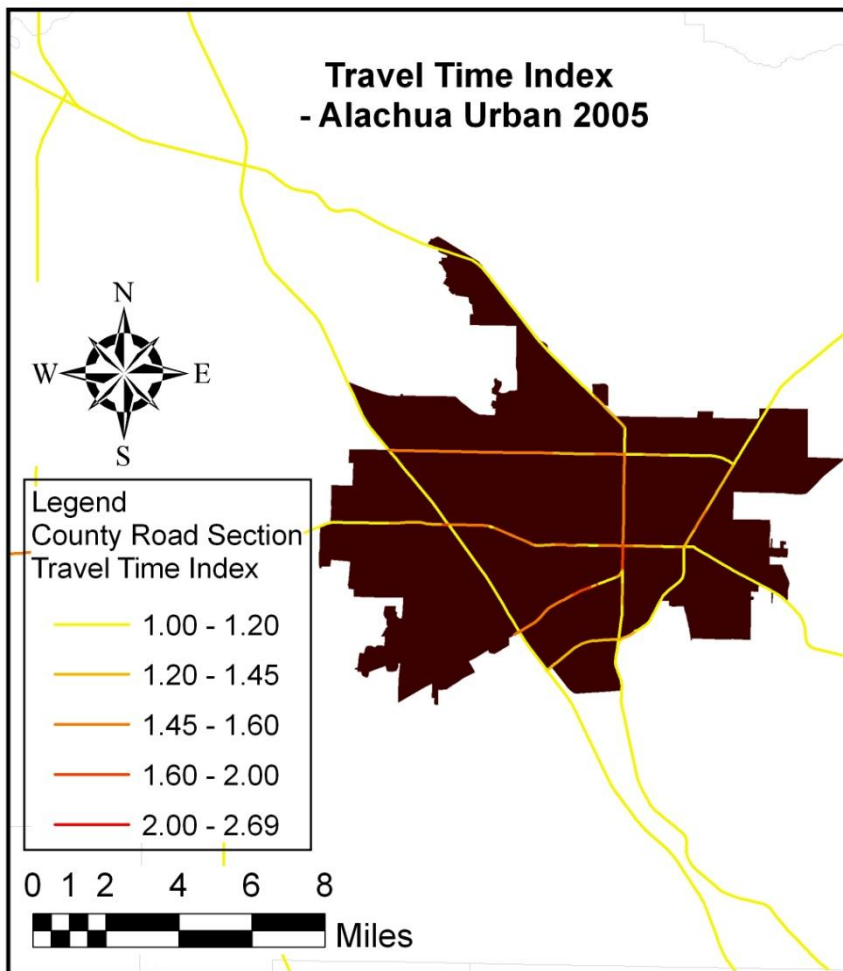 Travel Time Index
- Alachua Urban 2005
N
W E
S
Legend
County Road Section
Travel Time Index
1.00 - 1.20
1.20 - 1.45
1.45 - 1.60
1.60 - 2.00
2.00 - 2.69
0 1 2 4 6 8
Miles